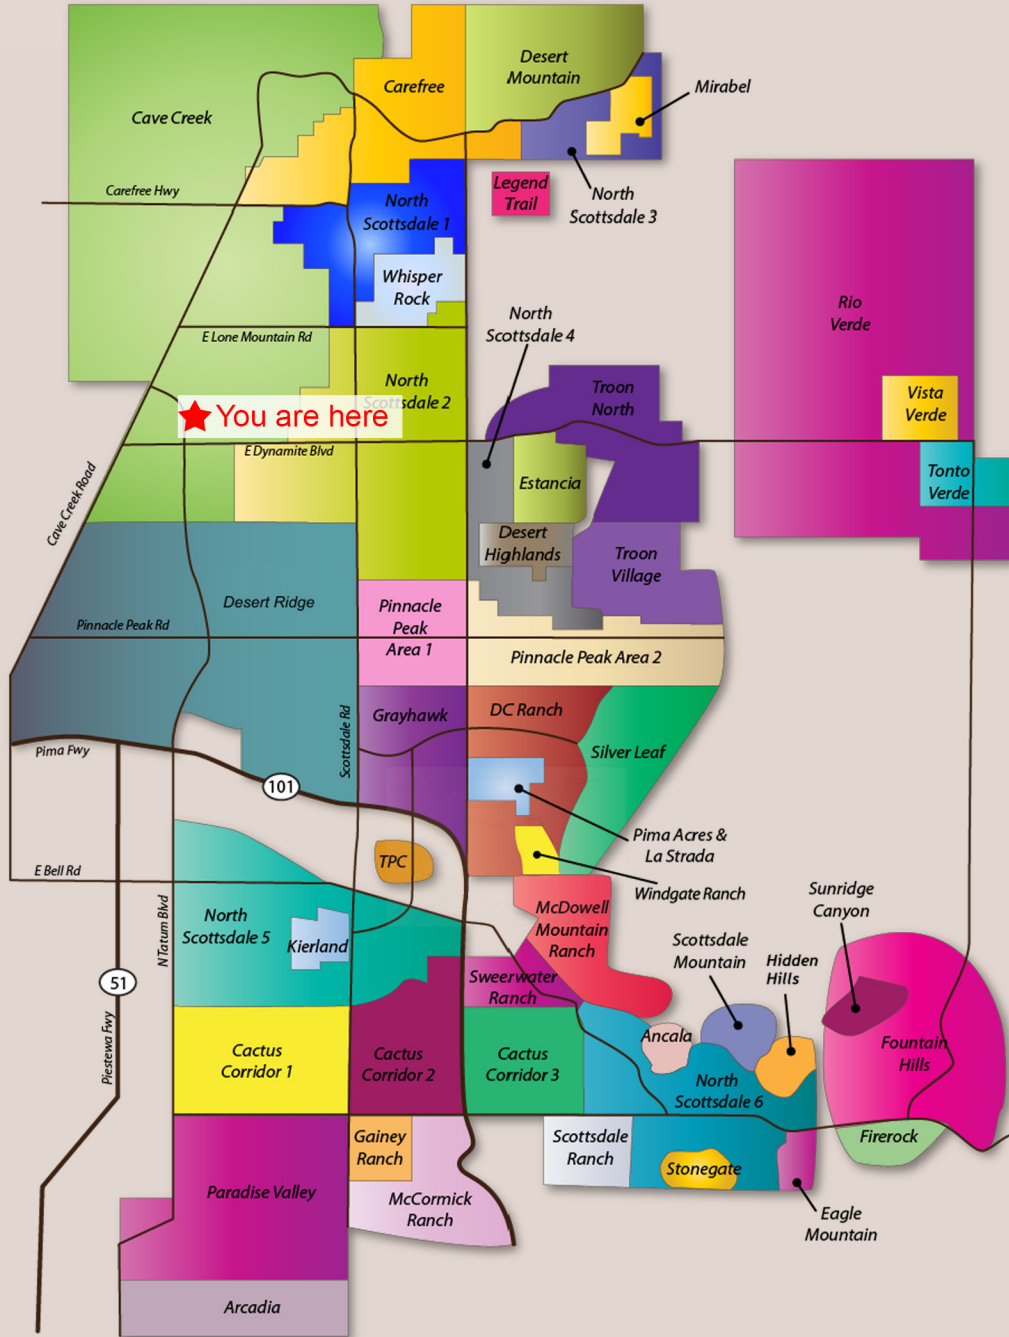 Desert
Mountain
Carefree
Mirabel
Cave Creek
Legend
Trail
Carefree Hwy
North
Scottsdale 3
North
Scottsdale 1
Whisper
Rock
Rio
Verde
North
Scottsdale 4
E Lone Mountain Rd
North
Scottsdale 2
Troon
North
Vista
Verde
You are here
E Dynamite Blvd
Cave Creek Road
Estancia
Tonto
Verde
Desert
Highlands
Troon
Village
Desert Ridge
Pinnacle
Peak
Area 1
Pinnacle Peak Rd
Pinnacle Peak Area 2
Grayhawk
DC Ranch
Scottsdale Rd
Silver Leaf
Pima Fwy
101
Pima Acres &
La Strada
TPC
E Bell Rd
Windgate Ranch
Sunridge
Canyon
McDowell
Mountain
Ranch
North
Scottsdale 5
N Tatum Blvd
Kierland
Scottsdale
Mountain
Hidden
Hills
51
Sweerwater
Ranch
Piestewa Fwy
Ancala
Fountain
Hills
Cactus
Corridor 1
Cactus
Corridor 2
Cactus
Corridor 3
North
Scottsdale 6
Gainey
Ranch
Scottsdale
Ranch
Firerock
Stonegate
Paradise Valley
McCormick
Ranch
Eagle
Mountain
Arcadia